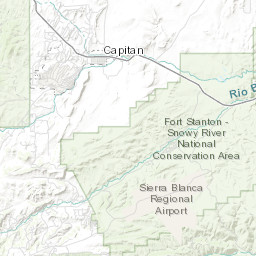 Capitan
Rio B
Fort Stanton -
Snowy River
National
Conservation Area
Sierra Blanca
Regional
Airport